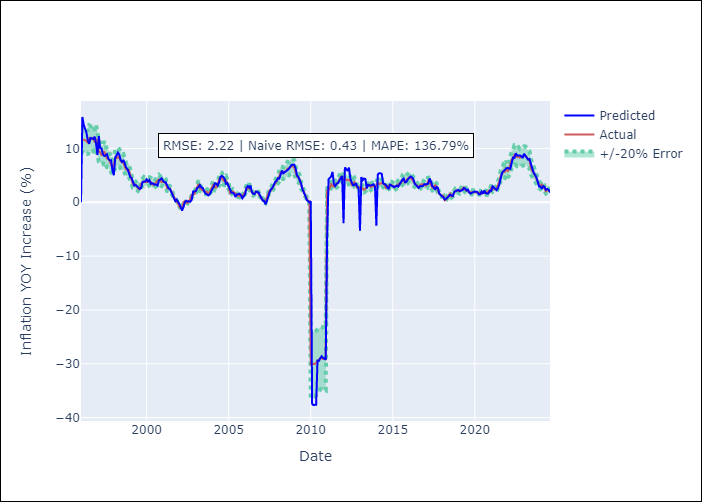 Predicted
Actual
+/-20% Error
RMSE: 2.22 | Naive RMSE: 0.43 | MAPE: 136.79%
10
0
−10
−20
−30
−40
Inflation YOY Increase (%)
2000
2005
2010
2015
2020
Date